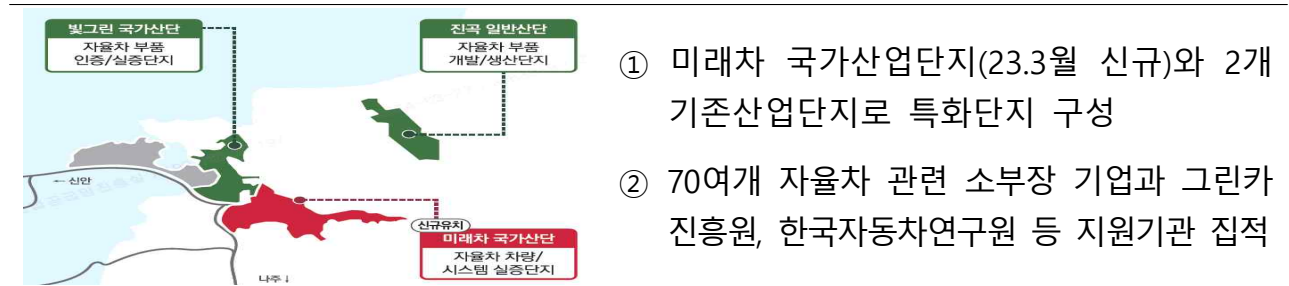 빛그린 국가산단
자율차 부품
인증/실증단지
진곡 일반산단
자율차 부품
개발/생산단지
← 신안
신규유치
미래차 국가산단
자율차 차량/
시스템 실증단지
나주 ↓
① 미래차 국가산업단지(23.3월 신규)와 2개
기존산업단지로 특화단지 구성
② 70여개 자율차 관련 소부장 기업과 그린카
진흥원, 한국자동차연구원 등 지원기관 집적